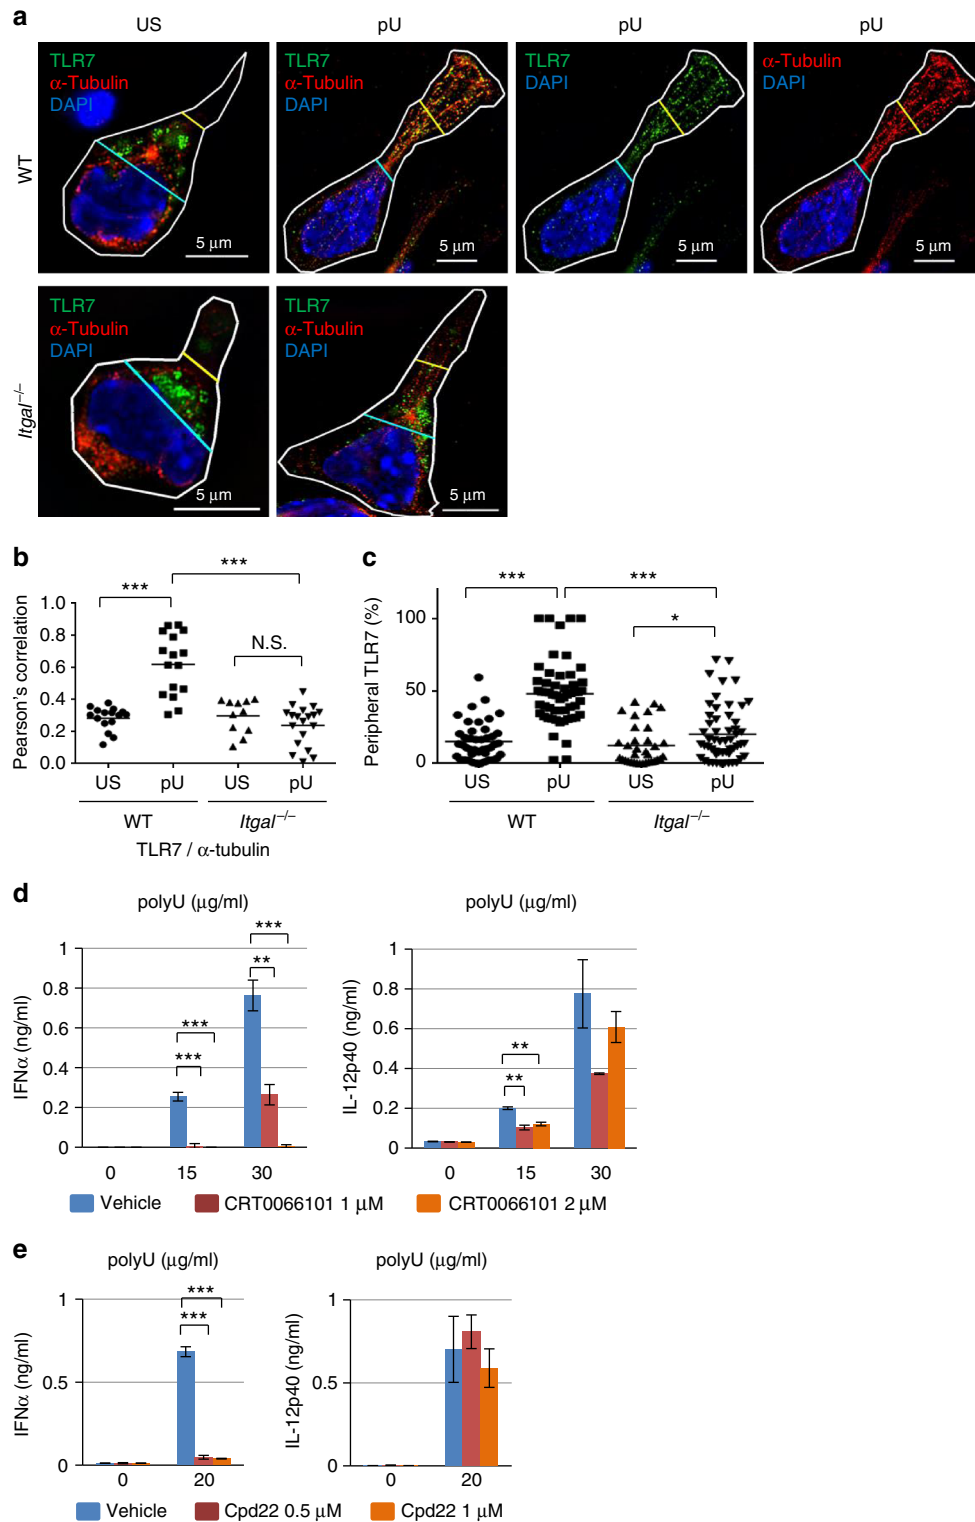 a
US pU pU pU
WT
TLR7
α-Tubulin
DAPI
5 μm
TLR7
α-Tubulin
DAPI
5 μm
TLR7
DAPI
5 μm
α-Tubulin
DAPI
5 μm
Itgal–/–
TLR7
α-Tubulin
DAPI
5 μm
TLR7
α-Tubulin
DAPI
5 μm
b
Pearson's correlation
1.0
0.8
0.6
0.4
0.2
0.0
***
***
N.S.
US pU US pU
WT Itgal–/–
TLR7 / α-tubulin
c
Peripheral TLR7 (%)
100
50
0
***
***
*
US pU US pU
WT Itgal–/–
d
polyU (μg/ml)
IFNα (ng/ml)
1
0.8
0.6
0.4
0.2
0
***
***
***
**
0 15 30
polyU (μg/ml)
IL-12p40 (ng/ml)
1
0.8
0.6
0.4
0.2
0
**
**
0 15 30
Vehicle CRT0066101 1 μM CRT0066101 2 μM
e
polyU (μg/ml)
IFNα (ng/ml)
1
0.5
0
***
***
0 20
polyU (μg/ml)
IL-12p40 (ng/ml)
1
0.5
0
0 20
Vehicle Cpd22 0.5 μM Cpd22 1 μM